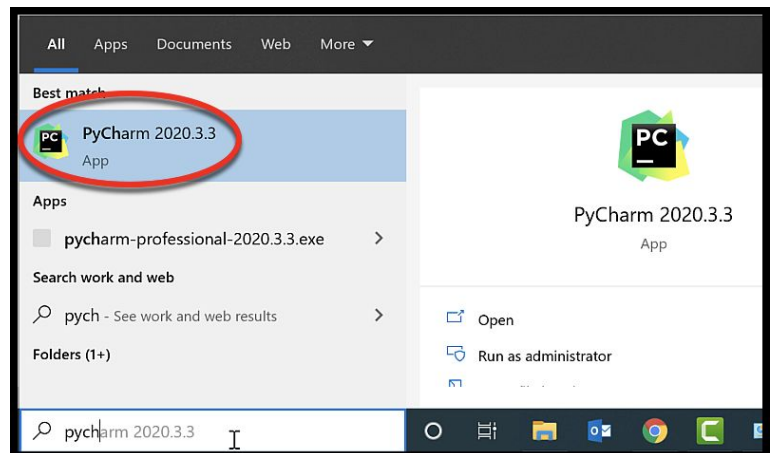 All Apps Documents Web More
Best match
PC
PyCharm 2020.3.3
App
Apps
pycharm-professional-2020.3.3.exe
Search work and web
pych - See work and web results
Folders (1+)
pycharm 2020.3.3
PC
PyCharm 2020.3.3
App
Open
Run as administrator